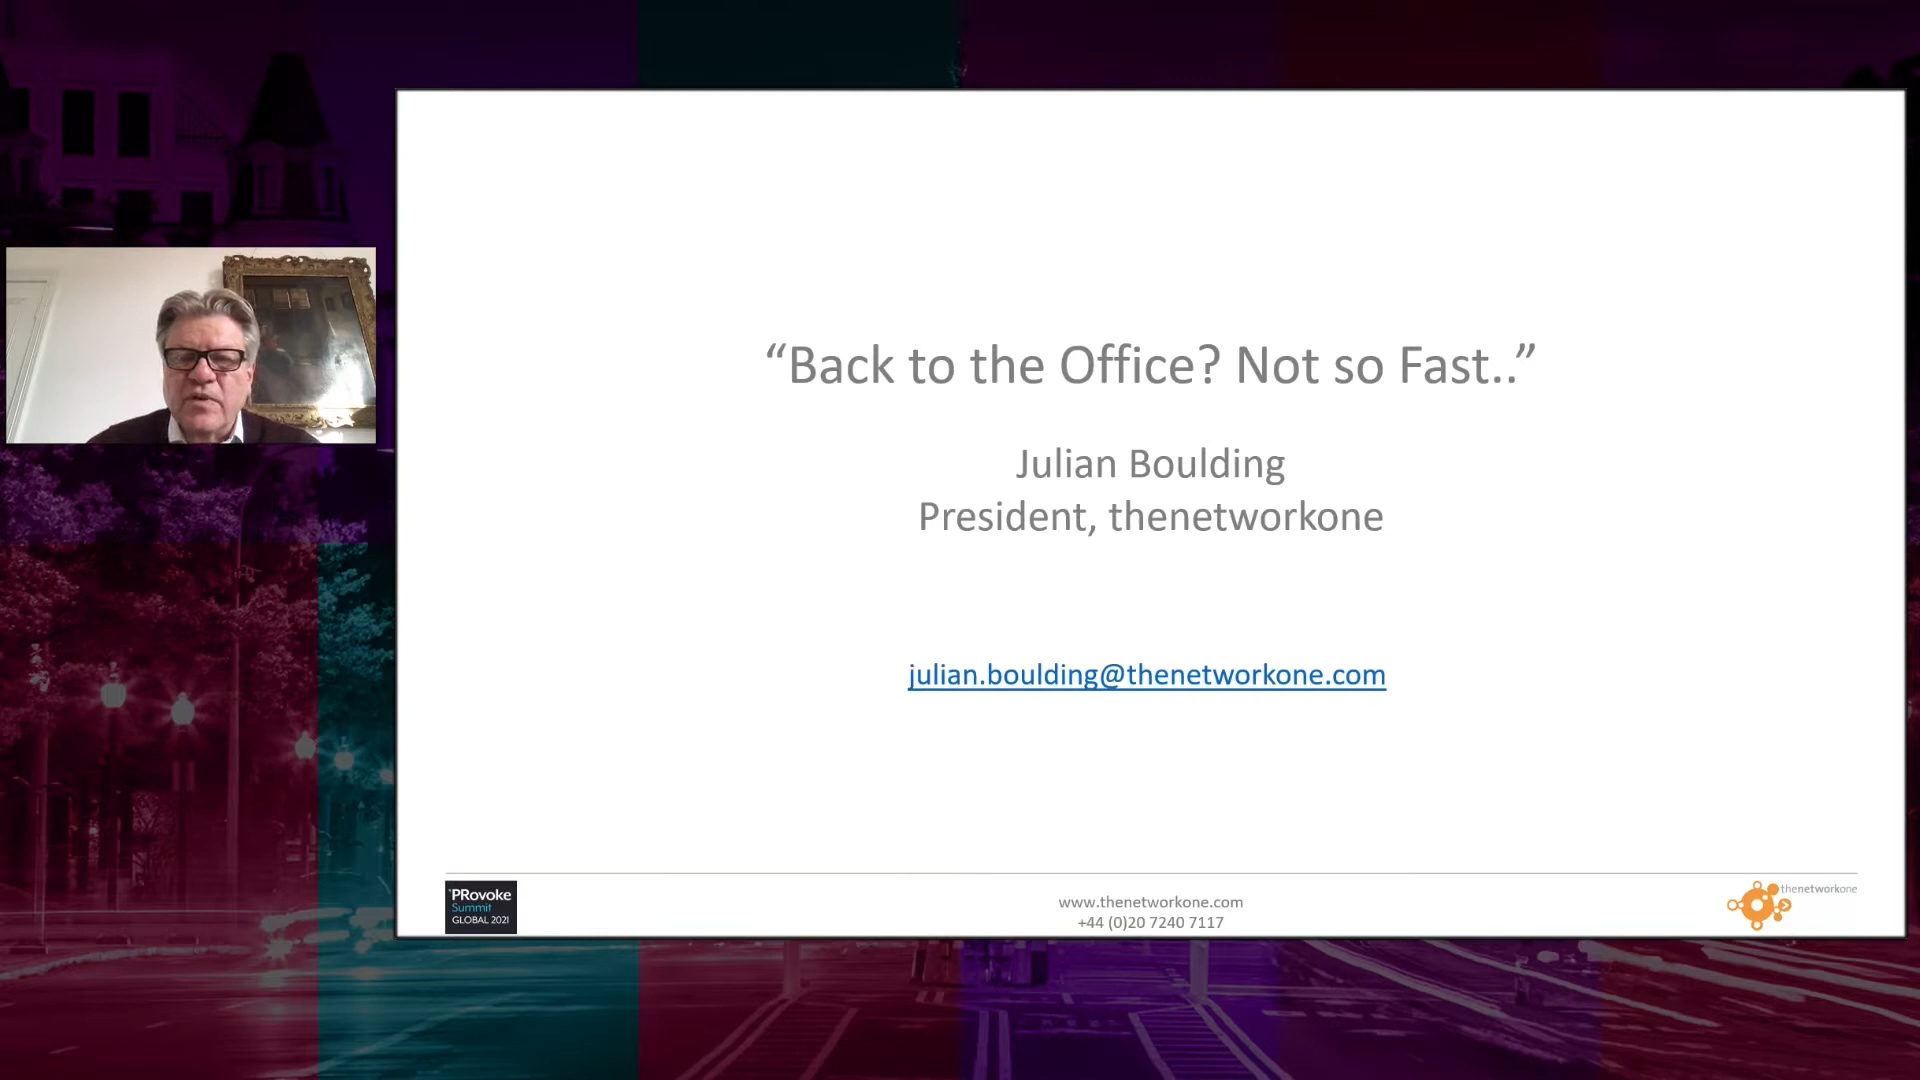 “Back to the Office? Not so Fast..”
Julian Boulding
President, thenetworkone
julian.boulding@thenetworkone.com
PRovoke
Summit
GLOBAL 2021
www.thenetworkone.com
+44 (0)20 7240 7117
thenetworkone